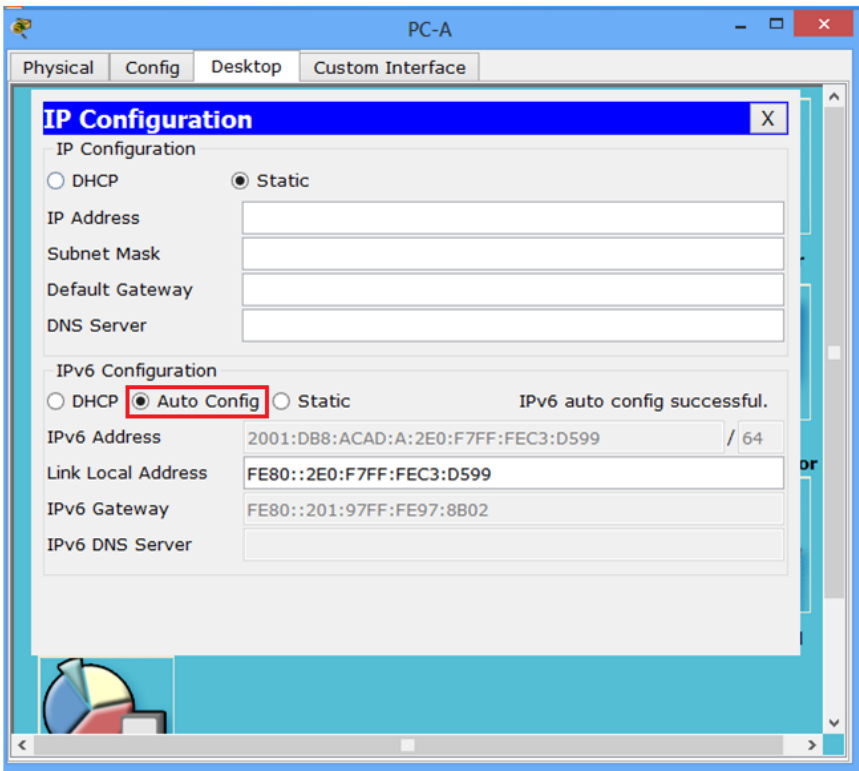 PC-A
Physical Config Desktop Custom Interface
IP Configuration X
IP Configuration
DHCP Static
IP Address
Subnet Mask
Default Gateway
DNS Server
IPv6 Configuration
DHCP Auto Config Static IPv6 auto config successful.
IPv6 Address 2001:DB8:ACAD:A:2E0:F7FF:FEC3:D599 / 64
or
Link Local Address FE80::2E0:F7FF:FEC3:D599
IPv6 Gateway FE80::201:97FF:FE97:8B02
IPv6 DNS Server